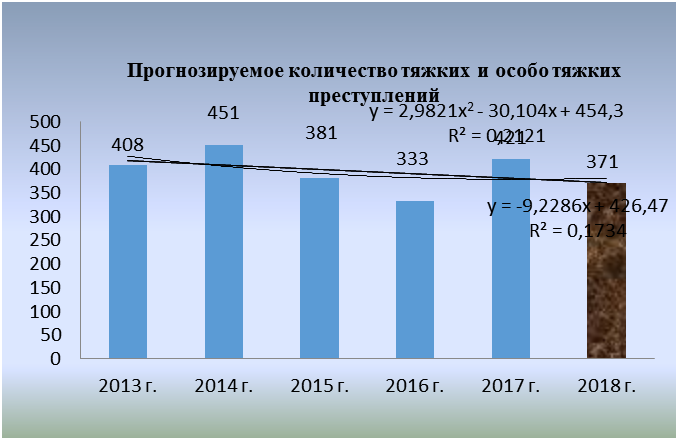 Прогнозируемое количество тяжких и особо тяжких
преступлений
y = 2,9821x² - 30,104x + 454,3
R² = 0,2121
500
450
400
350
300
250
200
150
100
50
0
408
451
381
333
421
371
y = -9,2286x + 426,47
R² = 0,1734
2013 г.
2014 г.
2015 г.
2016 г.
2017 г.
2018 г.